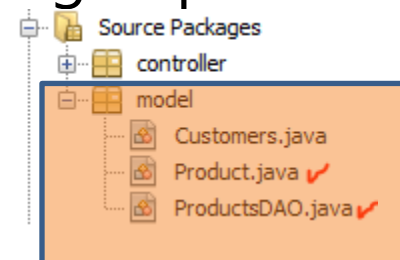 Source Packages
controller
model
Customers.java
Product.java
ProductsDAO.java